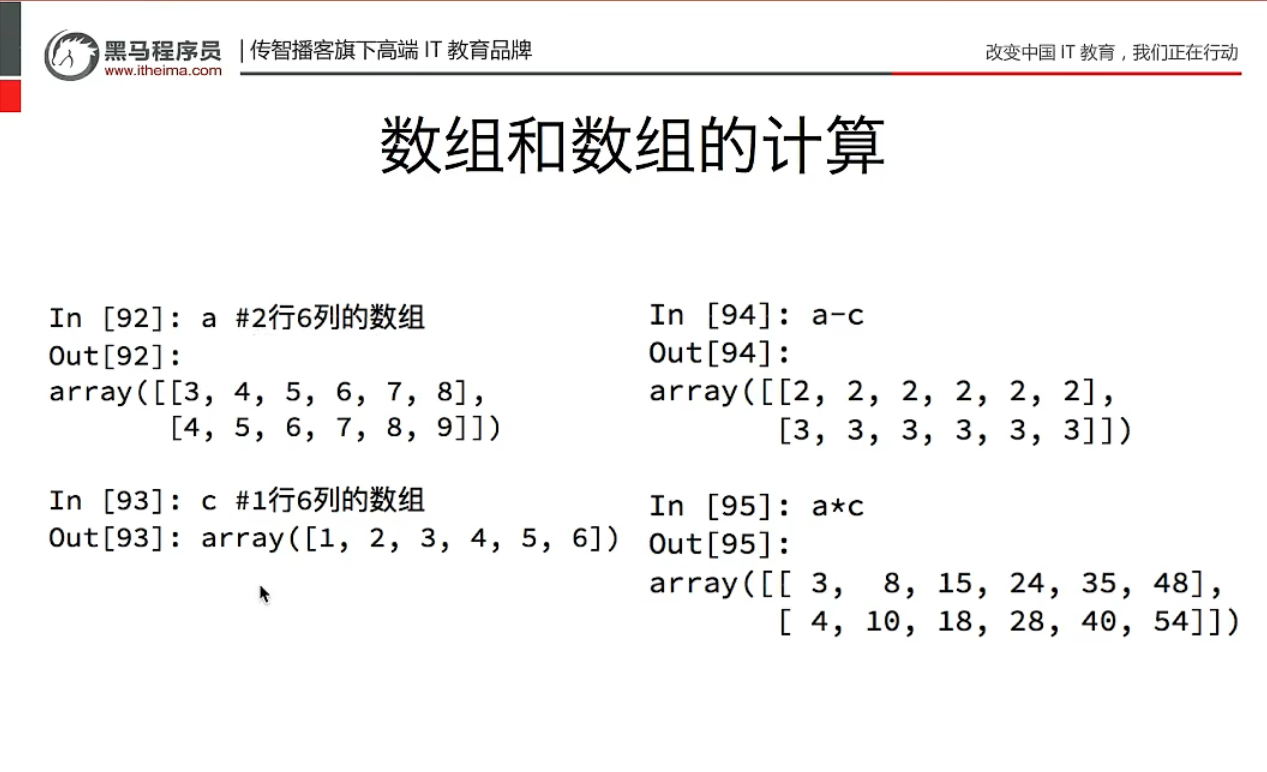 黑马程序员
www.itheima.com
传智播客旗下高端 IT 教育品牌
改变中国 IT 教育，我们正在行动
数组和数组的计算
In [92]: a #2行6列的数组
Out[92]:
array([[3, 4, 5, 6, 7, 8],
       [4, 5, 6, 7, 8, 9]])
In [93]: c #1行6列的数组
Out[93]: array([1, 2, 3, 4, 5, 6])
In [94]: a-c
Out[94]:
array([[2, 2, 2, 2, 2, 2],
       [3, 3, 3, 3, 3, 3]])
In [95]: a*c
Out[95]:
array([[ 3,  8, 15, 24, 35, 48],
       [ 4, 10, 18, 28, 40, 54]])